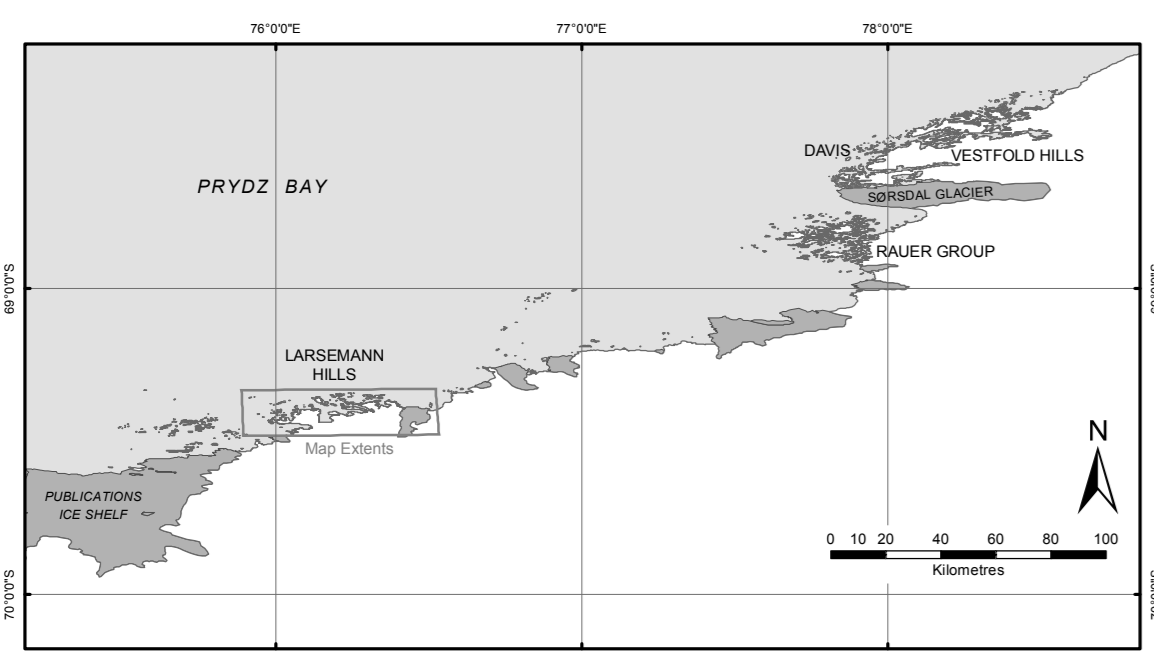 76°0'0"E
77°0'0"E
78°0'0"E
DAVIS
VESTFOLD HILLS
PRYDZ BAY
SØRSDAL GLACIER
RAUER GROUP
69°0'0"S
LARSEMANN
HILLS
Map Extents
N
PUBLICATIONS
ICE SHELF
0 10 20 40 60 80 100
Kilometres
70°0'0"S